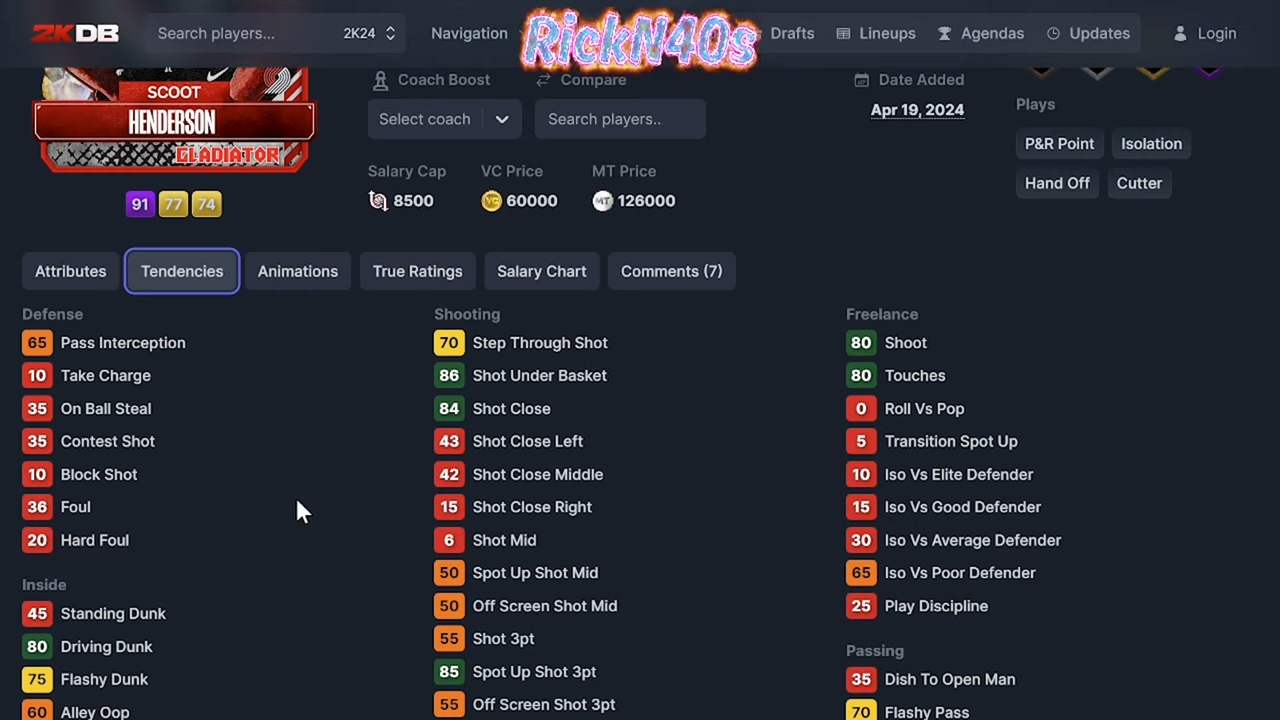 2KDB
Search players...
2K24
Navigation
RickN40s
Drafts
Lineups
Agendas
Updates
Login
SCOOT
HENDERSON
GLADIATOR
91
77
74
Coach Boost
Compare
Select coach
Search players..
Salary Cap
VC Price
MT Price
8500
VC
60000
MT
126000
Date Added
Apr 19, 2024
Plays
P&R Point
Isolation
Hand Off
Cutter
Attributes
Tendencies
Animations
True Ratings
Salary Chart
Comments (7)
Defense
65 Pass Interception
10 Take Charge
35 On Ball Steal
35 Contest Shot
10 Block Shot
36 Foul
20 Hard Foul
Inside
45 Standing Dunk
80 Driving Dunk
75 Flashy Dunk
60 Alley Oop
Shooting
70 Step Through Shot
86 Shot Under Basket
84 Shot Close
43 Shot Close Left
42 Shot Close Middle
15 Shot Close Right
6 Shot Mid
50 Spot Up Shot Mid
50 Off Screen Shot Mid
55 Shot 3pt
85 Spot Up Shot 3pt
55 Off Screen Shot 3pt
Freelance
80 Shoot
80 Touches
0 Roll Vs Pop
5 Transition Spot Up
10 Iso Vs Elite Defender
15 Iso Vs Good Defender
30 Iso Vs Average Defender
65 Iso Vs Poor Defender
25 Play Discipline
Passing
35 Dish To Open Man
70 Flashy Pass